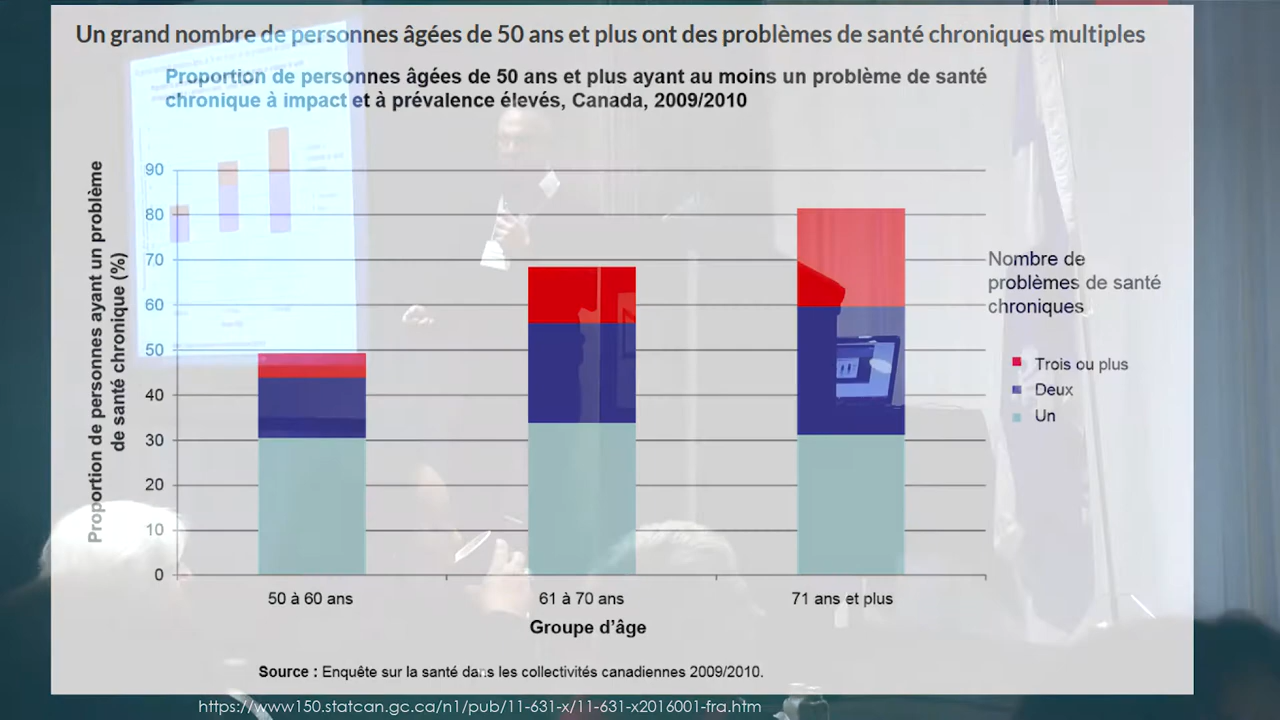 Un grand nombre de personnes âgées de 50 ans et plus ont des problèmes de santé chroniques multiples
Proportion de personnes âgées de 50 ans et plus ayant au moins un problème de santé
chronique à impact et à prévalence élevés, Canada, 2009/2010
Proportion de personnes ayant un problème
de santé chronique (%)
90
80
70
60
50
40
30
20
10
0
Nombre de
problèmes de santé
chroniques
Trois ou plus
Deux
Un
50 à 60 ans
61 à 70 ans
71 ans et plus
Groupe d'âge
Source : Enquête sur la santé dans les collectivités canadiennes 2009/2010.
https://www150.statcan.gc.ca/n1/pub/11-631-x/11-631-x2016001-fra.htm